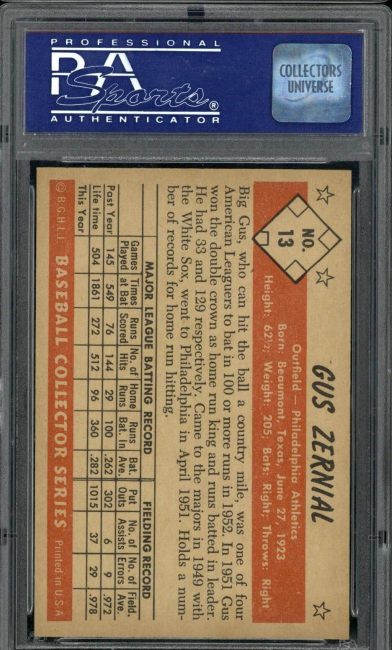 PROFESSIONAL
PSA
Sports®
AUTHENTICATOR
COLLECTORS
UNIVERSE
NO.
13
GUS ZERNIAL
Outfield — Philadelphia Athletics
Born: Beaumont, Texas, June 27, 1923
Height: 6'2½; Weight: 205; Bats: Right; Throws: Right
Big Gus, who can hit the ball a country mile, was one of four
American Leaguers to bat in 100 or more runs in 1952. In 1951 Gus
won the double crown as home run king and runs batted in leader.
He had 33 and 129 respectively. Came to the majors in 1949 with
the White Sox, went to Philadelphia in April 1951. Holds a num-
ber of records for home run hitting.
MAJOR LEAGUE BATTING RECORD FIELDING RECORD
Games Times Runs No. of Home Runs Bat. Put No. of No. of Field.
Played at Bat Scored Hits Runs Bat. in Ave. Outs Assists Errors Ave.
Past Year 145 549 76 144 29 100 .262 302 6 9 .972
Life time 504 1861 272 512 96 360 .282 1015 37 29 .978
This Year
© B.G.H.L.I. BASEBALL COLLECTOR SERIES Printed in U.S.A